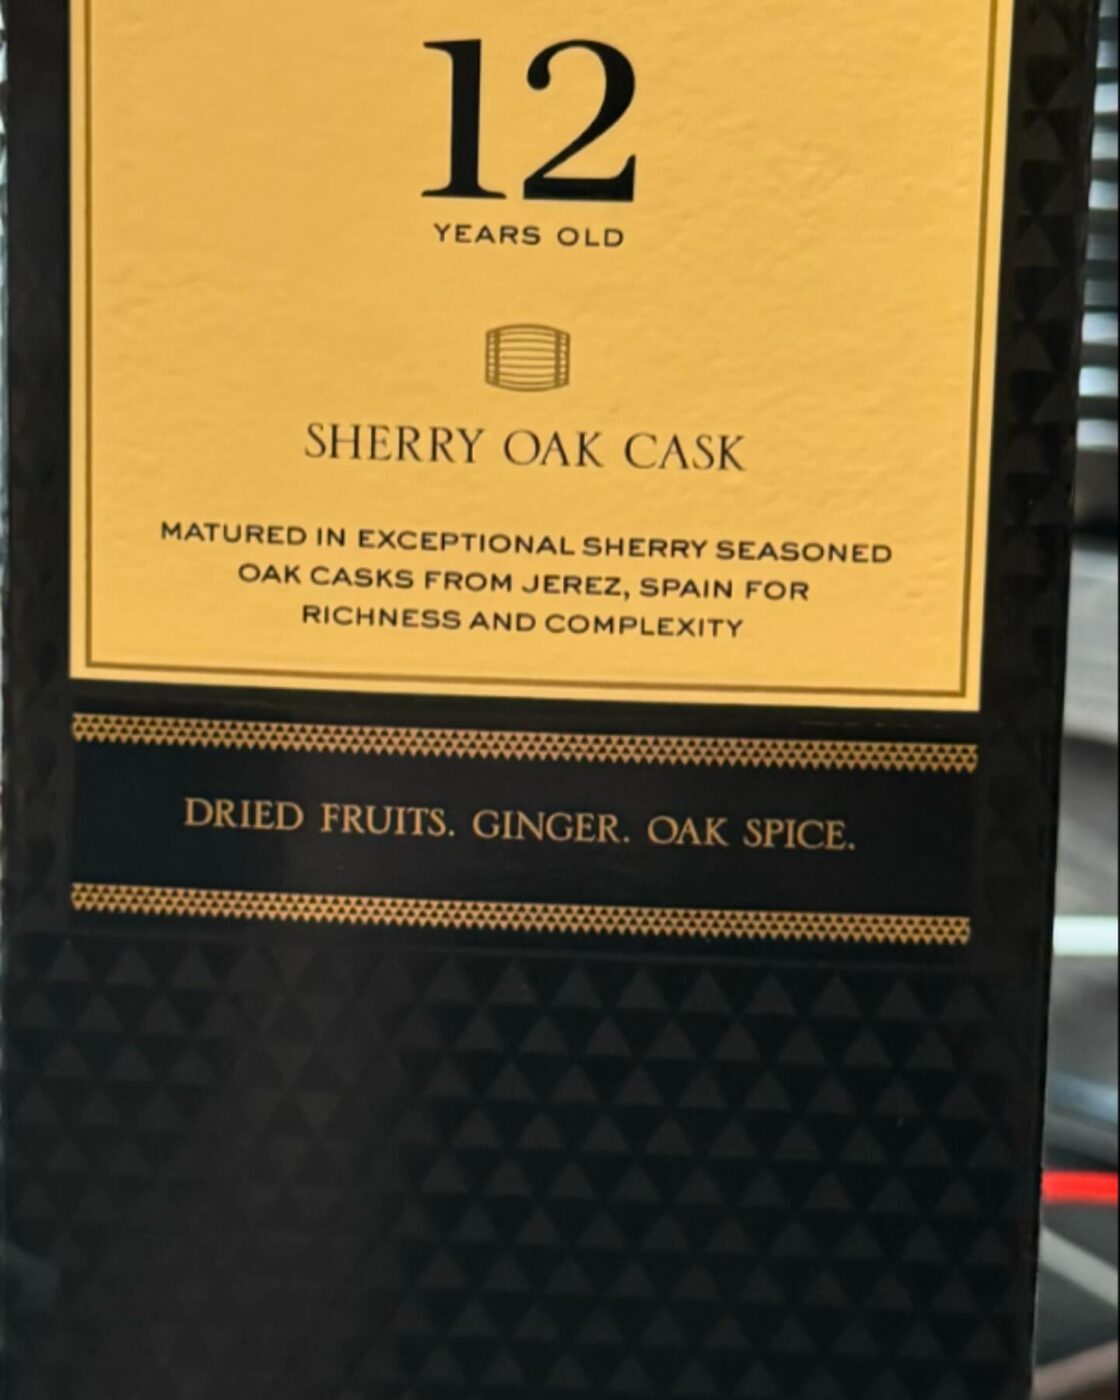 12
YEARS OLD
SHERRY OAK CASK
MATURED IN EXCEPTIONAL SHERRY SEASONED
OAK CASKS FROM JEREZ, SPAIN FOR
RICHNESS AND COMPLEXITY
DRIED FRUITS. GINGER. OAK SPICE.